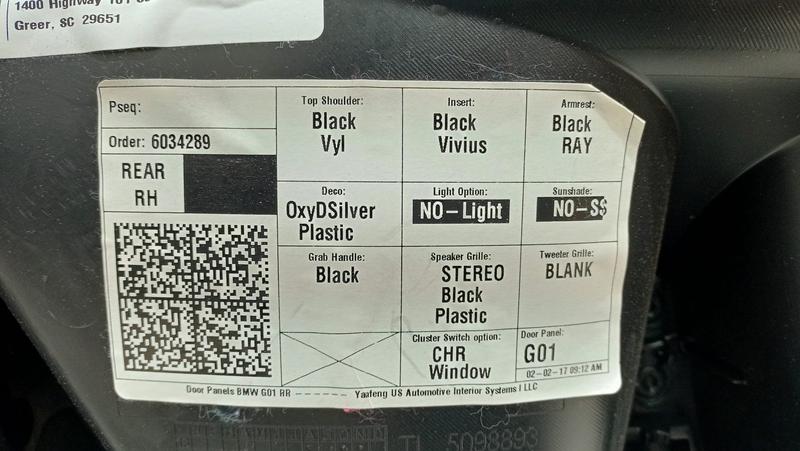 1400 Highway 101
Greer, SC 29651
Pseq:
Order: 6034289
REAR
RH
Top Shoulder:
Black
Vyl
Insert:
Black
Vivius
Armrest:
Black
RAY
Deco:
OxyDSilver
Plastic
Light Option:
NO-Light
Sunshade:
NO-SS
Grab Handle:
Black
Speaker Grille:
STEREO
Black
Plastic
Tweeter Grille:
BLANK
Cluster Switch option:
CHR
Window
Door Panel:
G01
02-02-17 09:12 AM
Door Panels BMW G01 RR ------ Yaafeng US Automotive Interior Systems I LLC
TL 5098893